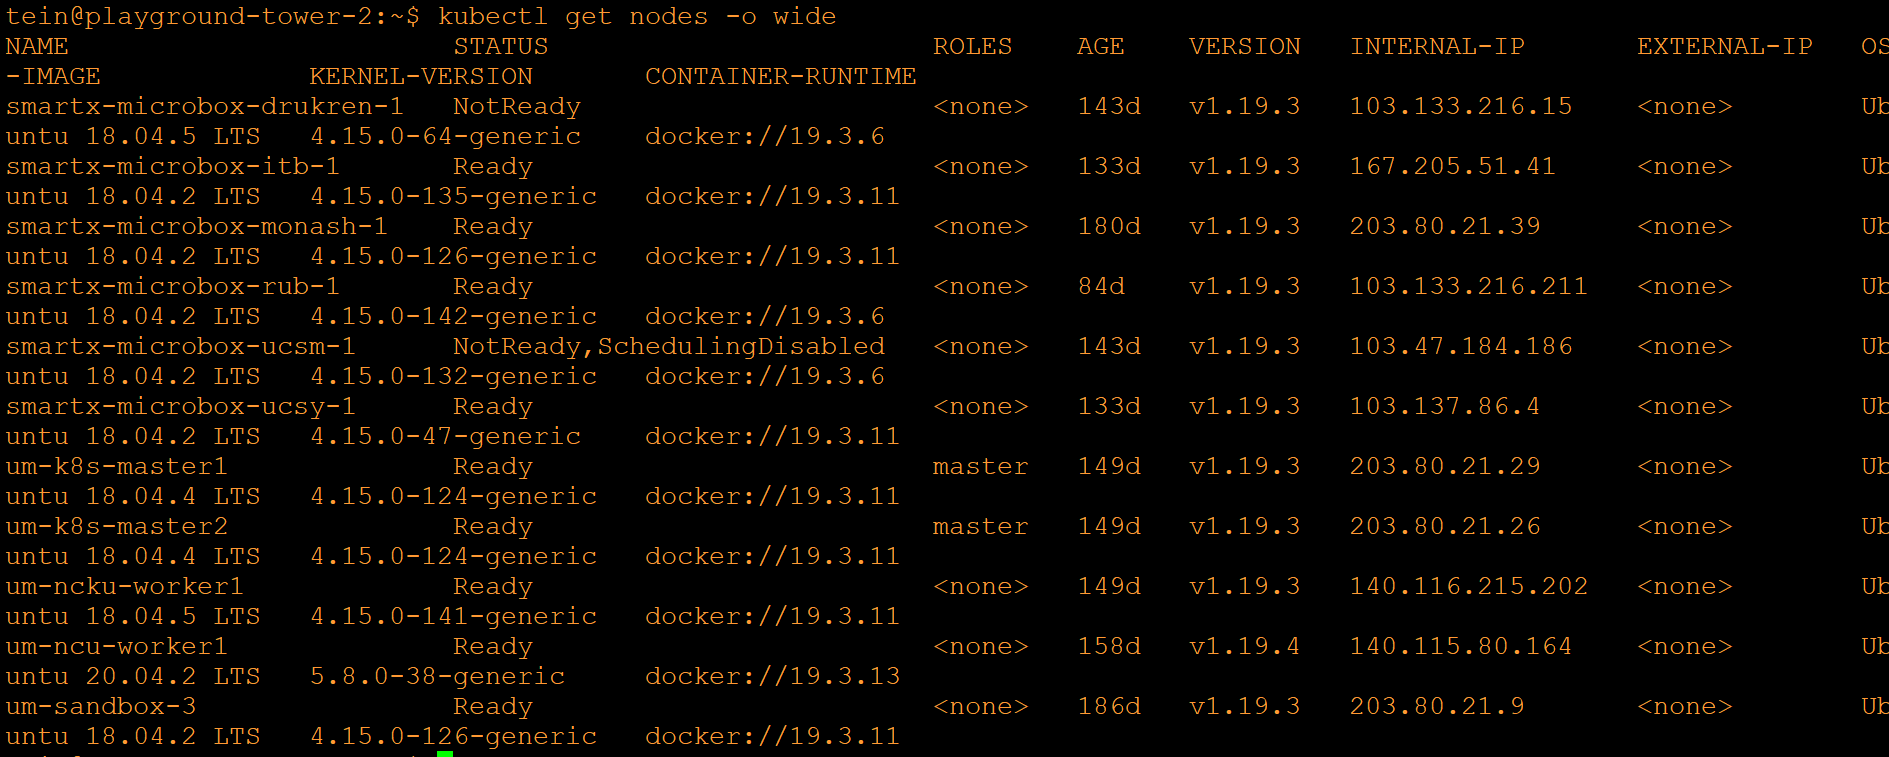 tein@playground-tower-2:~$ kubectl get nodes -o wide
NAME                        STATUS                        ROLES    AGE    VERSION   INTERNAL-IP       EXTERNAL-IP   OS
-IMAGE             KERNEL-VERSION       CONTAINER-RUNTIME
smartx-microbox-drukren-1   NotReady                      <none>   143d   v1.19.3   103.133.216.15    <none>        Ub
untu 18.04.5 LTS   4.15.0-64-generic    docker://19.3.6
smartx-microbox-itb-1       Ready                         <none>   133d   v1.19.3   167.205.51.41     <none>        Ub
untu 18.04.2 LTS   4.15.0-135-generic   docker://19.3.11
smartx-microbox-monash-1    Ready                         <none>   180d   v1.19.3   203.80.21.39      <none>        Ub
untu 18.04.2 LTS   4.15.0-126-generic   docker://19.3.11
smartx-microbox-rub-1       Ready                         <none>   84d    v1.19.3   103.133.216.211   <none>        Ub
untu 18.04.2 LTS   4.15.0-142-generic   docker://19.3.6
smartx-microbox-ucsm-1      NotReady,SchedulingDisabled   <none>   143d   v1.19.3   103.47.184.186    <none>        Ub
untu 18.04.2 LTS   4.15.0-132-generic   docker://19.3.6
smartx-microbox-ucsy-1      Ready                         <none>   133d   v1.19.3   103.137.86.4      <none>        Ub
untu 18.04.2 LTS   4.15.0-47-generic    docker://19.3.11
um-k8s-master1              Ready                         master   149d   v1.19.3   203.80.21.29      <none>        Ub
untu 18.04.4 LTS   4.15.0-124-generic   docker://19.3.11
um-k8s-master2              Ready                         master   149d   v1.19.3   203.80.21.26      <none>        Ub
untu 18.04.4 LTS   4.15.0-124-generic   docker://19.3.11
um-ncku-worker1             Ready                         <none>   149d   v1.19.3   140.116.215.202   <none>        Ub
untu 18.04.5 LTS   4.15.0-141-generic   docker://19.3.11
um-ncu-worker1              Ready                         <none>   158d   v1.19.4   140.115.80.164    <none>        Ub
untu 20.04.2 LTS   5.8.0-38-generic     docker://19.3.13
um-sandbox-3                Ready                         <none>   186d   v1.19.3   203.80.21.9       <none>        Ub
untu 18.04.2 LTS   4.15.0-126-generic   docker://19.3.11